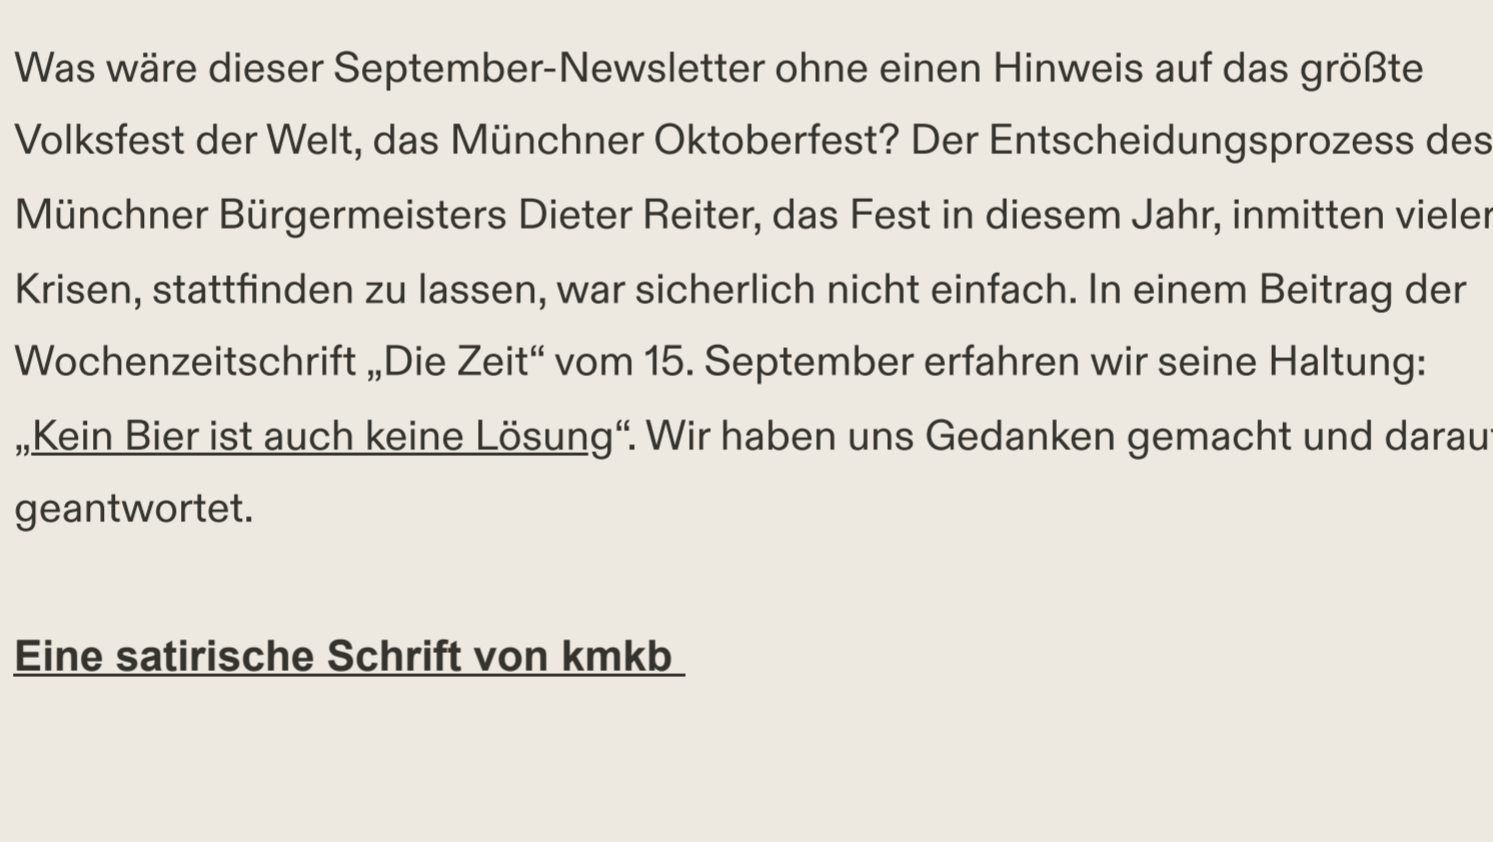 Was wäre dieser September-Newsletter ohne einen Hinweis auf das größte
Volksfest der Welt, das Münchner Oktoberfest? Der Entscheidungsprozess des
Münchner Bürgermeisters Dieter Reiter, das Fest in diesem Jahr, inmitten vieler
Krisen, stattfinden zu lassen, war sicherlich nicht einfach. In einem Beitrag der
Wochenzeitschrift „Die Zeit“ vom 15. September erfahren wir seine Haltung:
„Kein Bier ist auch keine Lösung“. Wir haben uns Gedanken gemacht und darauf
geantwortet.
Eine satirische Schrift von kmkb